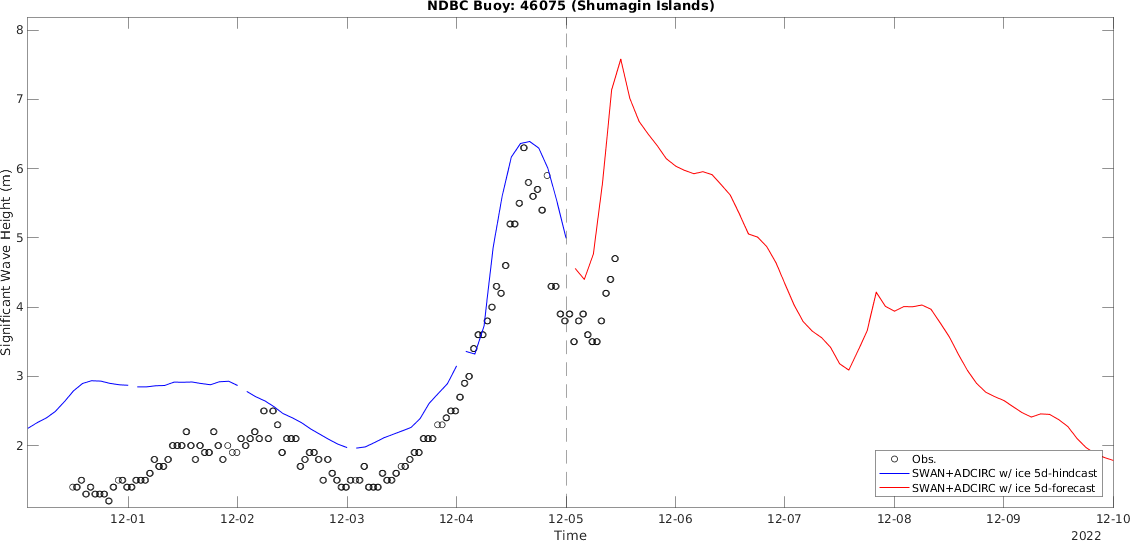 NDBC Buoy: 46075 (Shumagin Islands)
8
7
6
5
4
3
2
Significant Wave Height (m)
Obs.
SWAN+ADCIRC w/ ice 5d-hindcast
SWAN+ADCIRC w/ ice 5d-forecast
12-01 12-02 12-03 12-04 12-05 12-06 12-07 12-08 12-09 12-10
Time
2022